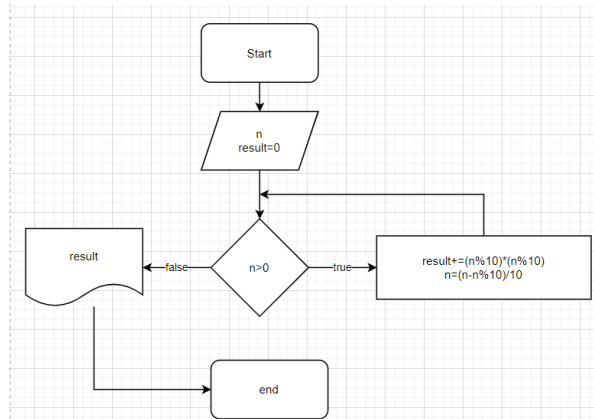 Start
n
result=0
n>0
true
result+=(n%10)*(n%10)
n=(n-n%10)/10
false
result
end